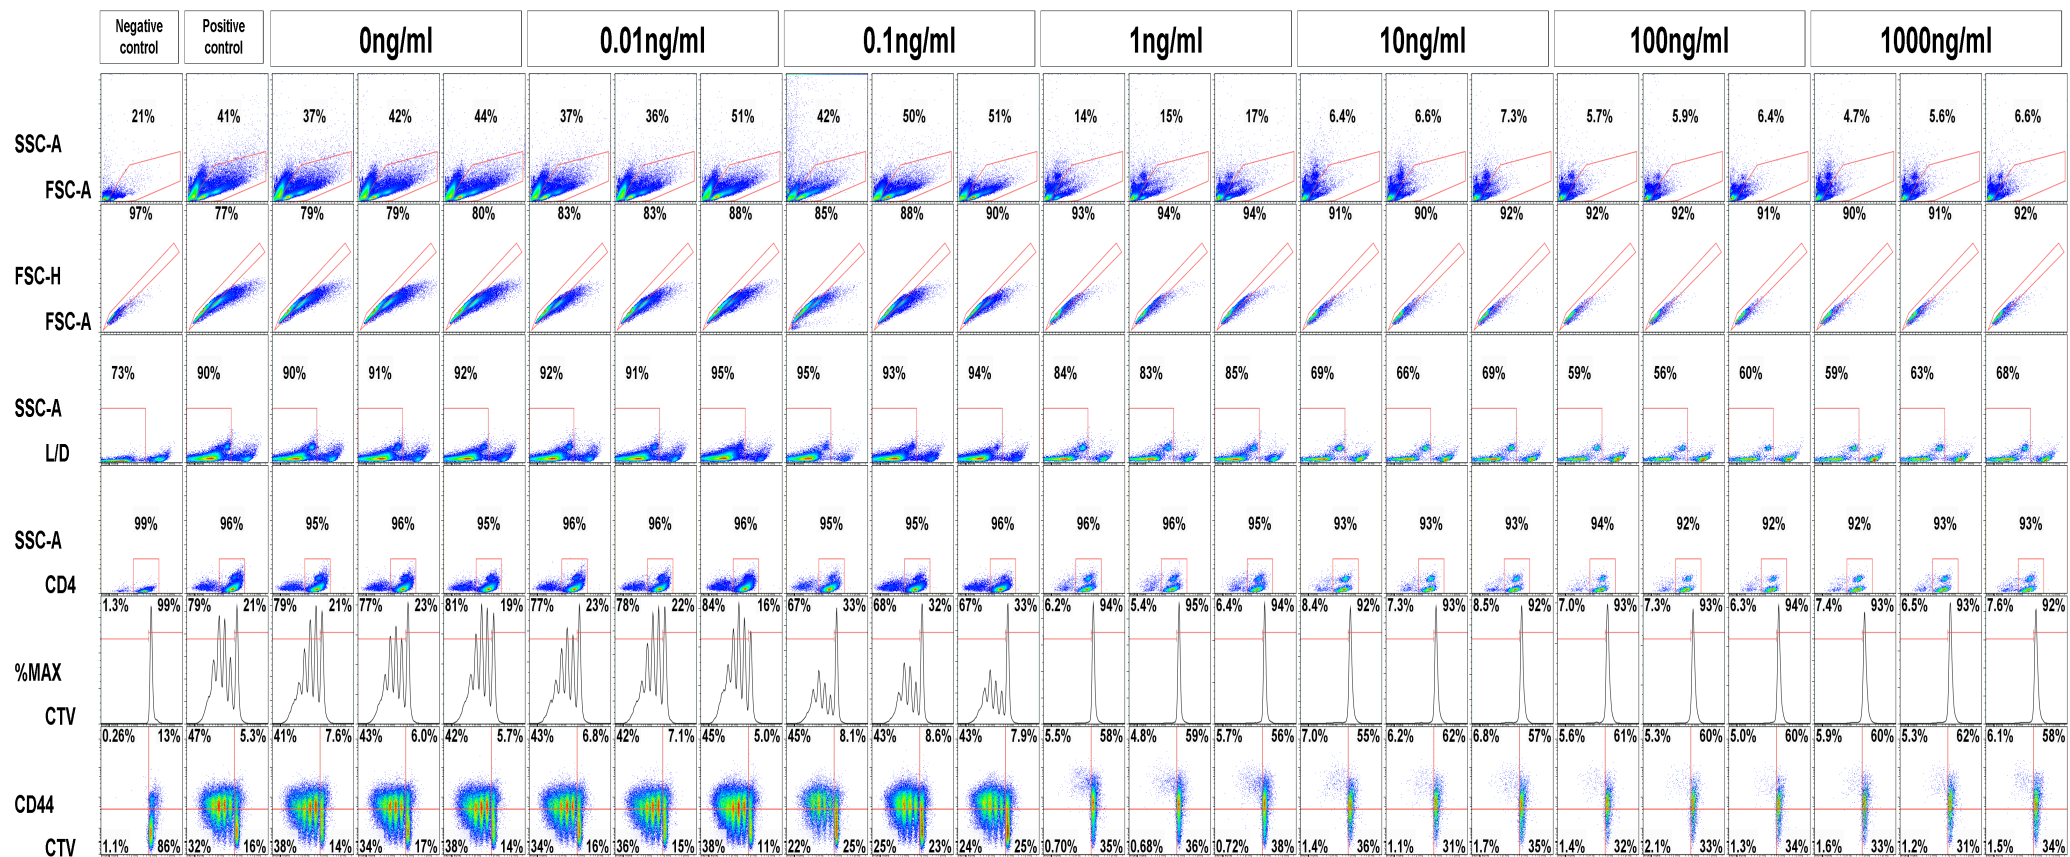 Negative control Positive control 0ng/ml 0.01ng/ml 0.1ng/ml 1ng/ml 10ng/ml 100ng/ml 1000ng/ml
21% 41% 37% 42% 44% 37% 36% 51% 42% 50% 51% 14% 15% 17% 6.4% 6.6% 7.3% 5.7% 5.9% 6.4% 4.7% 5.6% 6.6%
SSC-A
FSC-A
97% 77% 79% 79% 80% 83% 83% 88% 85% 88% 90% 93% 94% 94% 91% 90% 92% 92% 92% 91% 90% 91% 92%
FSC-H
FSC-A
73% 90% 90% 91% 92% 92% 91% 95% 95% 93% 94% 84% 83% 85% 69% 66% 69% 59% 56% 60% 59% 63% 68%
SSC-A
L/D
99% 96% 95% 96% 95% 96% 96% 96% 95% 95% 96% 96% 96% 95% 93% 93% 93% 94% 92% 92% 92% 93% 93%
SSC-A
CD4
1.3% 99% 79% 21% 79% 21% 77% 23% 81% 19% 77% 23% 78% 22% 84% 16% 67% 33% 68% 32% 67% 33% 6.2% 94% 5.4% 95% 6.4% 94% 8.4% 92% 7.3% 93% 8.5% 92% 7.0% 93% 7.3% 93% 6.3% 94% 7.4% 93% 6.5% 93% 7.6% 92%
%MAX
CTV
0.26% 13% 47% 5.3% 41% 7.6% 43% 6.0% 42% 5.7% 43% 6.8% 42% 7.1% 45% 5.0% 45% 8.1% 43% 8.6% 43% 7.9% 5.5% 58% 4.8% 59% 5.7% 56% 7.0% 55% 6.2% 62% 6.8% 57% 5.6% 61% 5.3% 60% 5.0% 60% 5.9% 60% 5.3% 62% 6.1% 58%
CD44
CTV
1.1% 86% 32% 16% 38% 14% 34% 17% 38% 14% 34% 16% 36% 15% 38% 11% 22% 25% 25% 23% 24% 25% 0.70% 35% 0.68% 36% 0.72% 38% 1.4% 36% 1.1% 31% 1.7% 35% 1.4% 32% 2.1% 33% 1.3% 34% 1.6% 33% 1.2% 31% 1.5% 34%